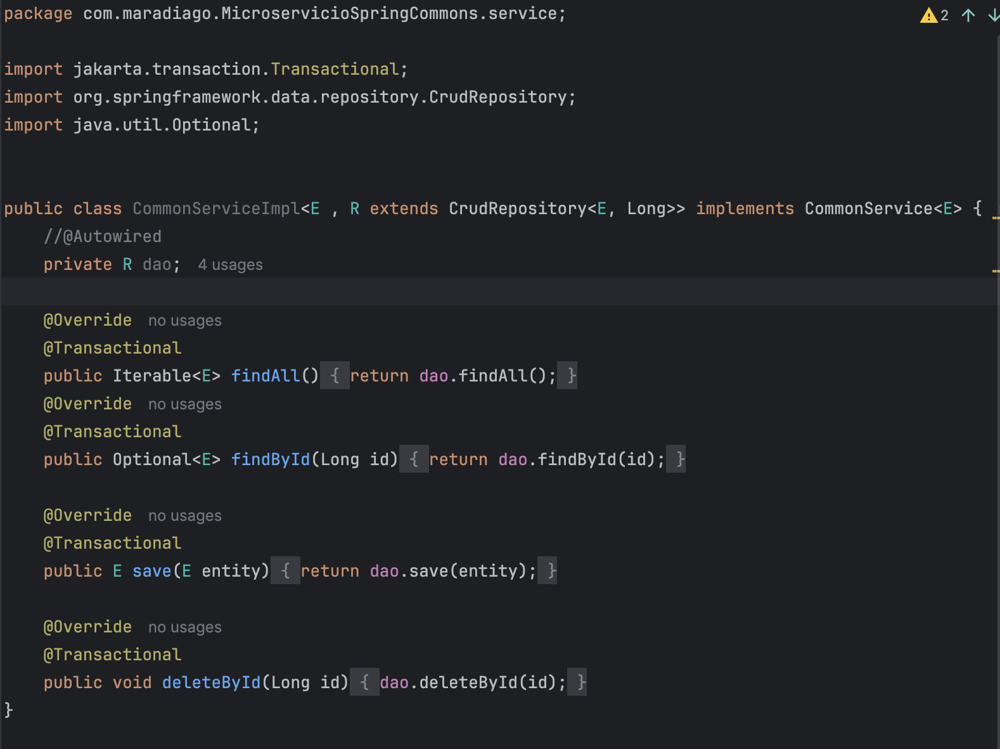 package com.maradiago.MicroservicioSpringCommons.service;
2
import jakarta.transaction.Transactional;
import org.springframework.data.repository.CrudRepository;
import java.util.Optional;
public class CommonServiceImpl<E , R extends CrudRepository<E, Long>> implements CommonService<E> {
//@Autowired
private R dao; 4 usages
@Override no usages
@Transactional
public Iterable<E> findAll() { return dao.findAll(); }
@Override no usages
@Transactional
public Optional<E> findById(Long id) { return dao.findById(id); }
@Override no usages
@Transactional
public E save(E entity) { return dao.save(entity); }
@Override no usages
@Transactional
public void deleteById(Long id) { dao.deleteById(id); }
}